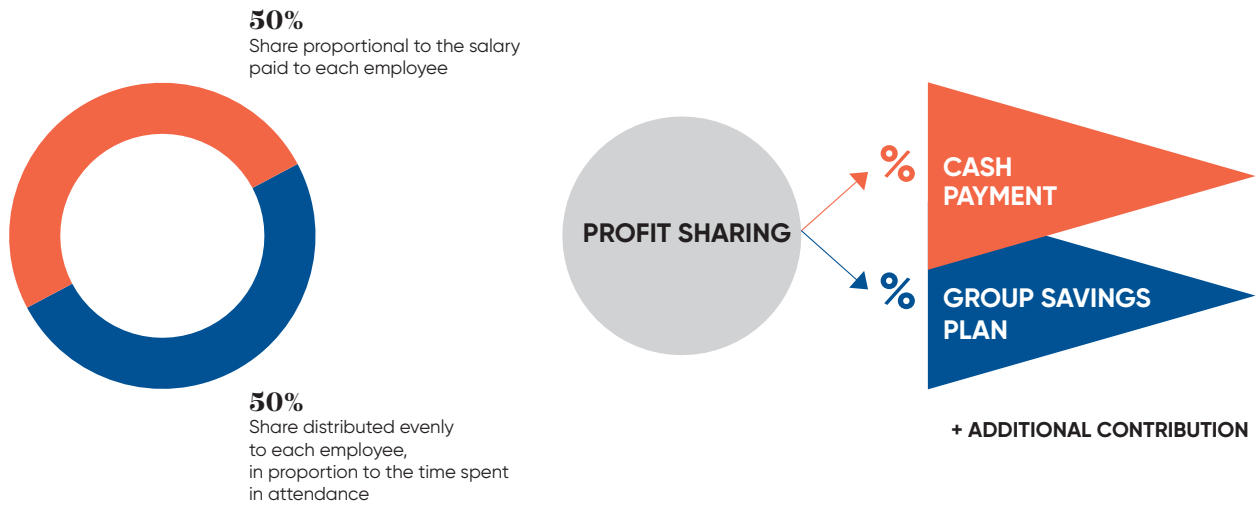 50%
Share proportional to the salary
paid to each employee
50%
Share distributed evenly
to each employee,
in proportion to the time spent
in attendance
PROFIT SHARING
%
CASH
PAYMENT
%
GROUP SAVINGS
PLAN
+ ADDITIONAL CONTRIBUTION